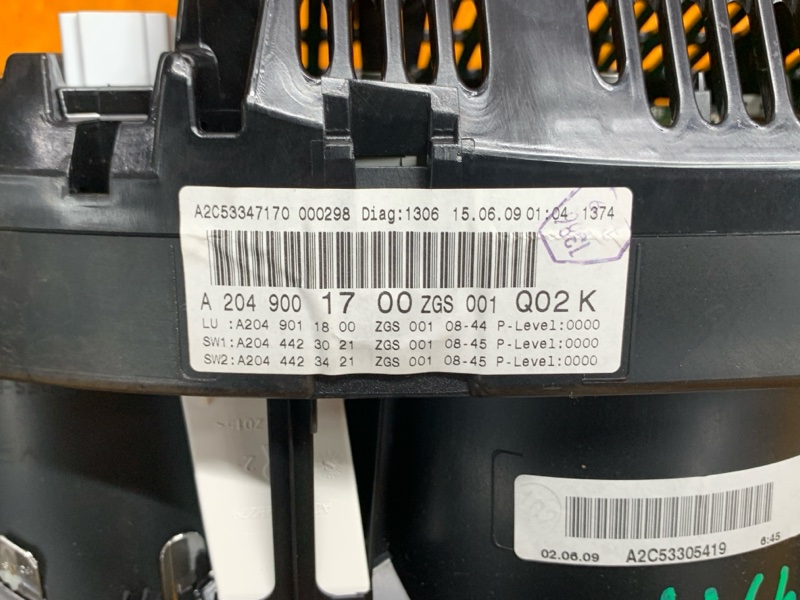 A2C53347170 000298 Diag:1306 15.06.09 01:04 1374
A 204 900 17 00 ZGS 001 Q02 K
LU :A204 901 18 00 ZGS 001 08-44 P-Level:0000
SW1:A204 442 30 21 ZGS 001 08-45 P-Level:0000
SW2:A204 442 34 21 ZGS 001 08-45 P-Level:0000
02.06.09 A2C53305419 6:45